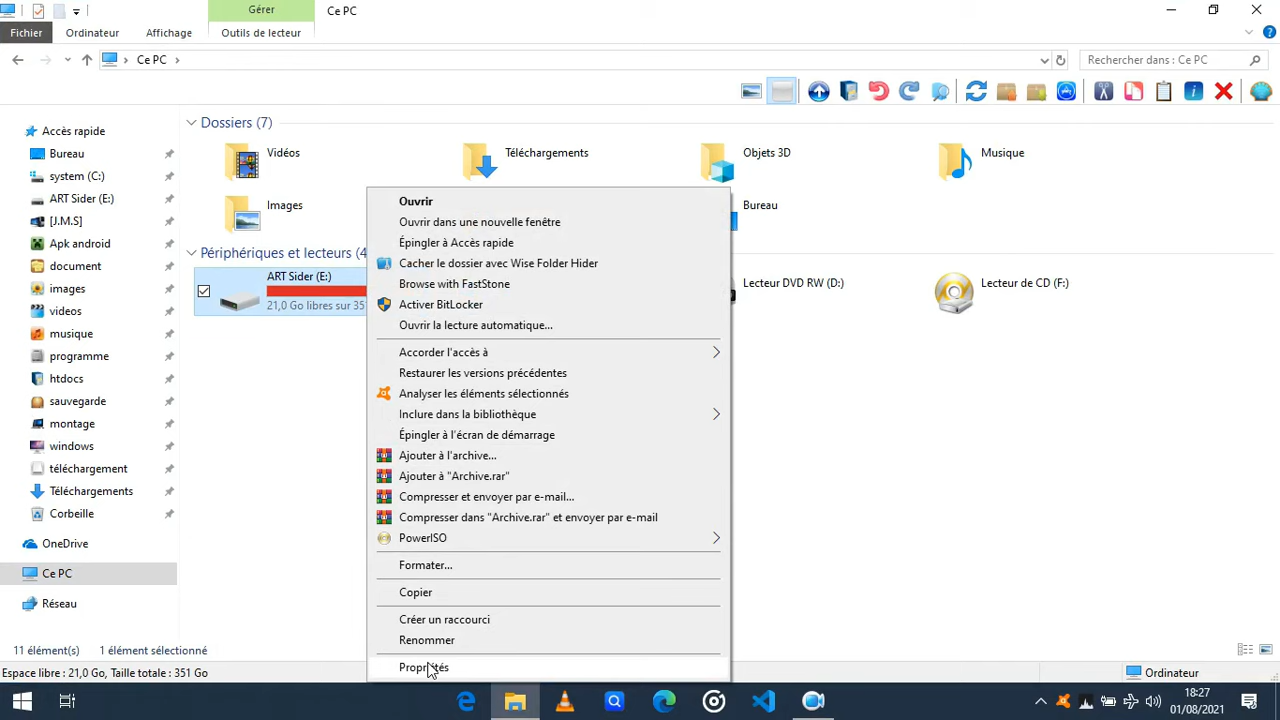 Gérer
Ce PC
Fichier
Ordinateur
Affichage
Outils de lecteur
Ce PC
Rechercher dans : Ce PC
Accès rapide
Bureau
system (C:)
ART Sider (E:)
[J.M.S]
Apk android
document
images
videos
musique
programme
htdocs
sauvegarde
montage
windows
téléchargement
Téléchargements
Corbeille
OneDrive
Ce PC
Réseau
Dossiers (7)
Vidéos
Téléchargements
Objets 3D
Musique
Images
Bureau
Périphériques et lecteurs (4
ART Sider (E:)
21,0 Go libres sur 35
Lecteur DVD RW (D:)
Lecteur de CD (F:)
Ouvrir
Ouvrir dans une nouvelle fenêtre
Épingler à Accès rapide
Cacher le dossier avec Wise Folder Hider
Browse with FastStone
Activer BitLocker
Ouvrir la lecture automatique...
Accorder l'accès à
Restaurer les versions précédentes
Analyser les éléments sélectionnés
Inclure dans la bibliothèque
Épingler à l'écran de démarrage
Ajouter à l'archive...
Ajouter à "Archive.rar"
Compresser et envoyer par e-mail...
Compresser dans "Archive.rar" et envoyer par e-mail
PowerISO
Formater...
Copier
Créer un raccourci
Renommer
Propriétés
11 élément(s)
1 élément sélectionné
Espace libre : 21,0 Go, Taille totale : 351 Go
Ordinateur
18:27
01/08/2021